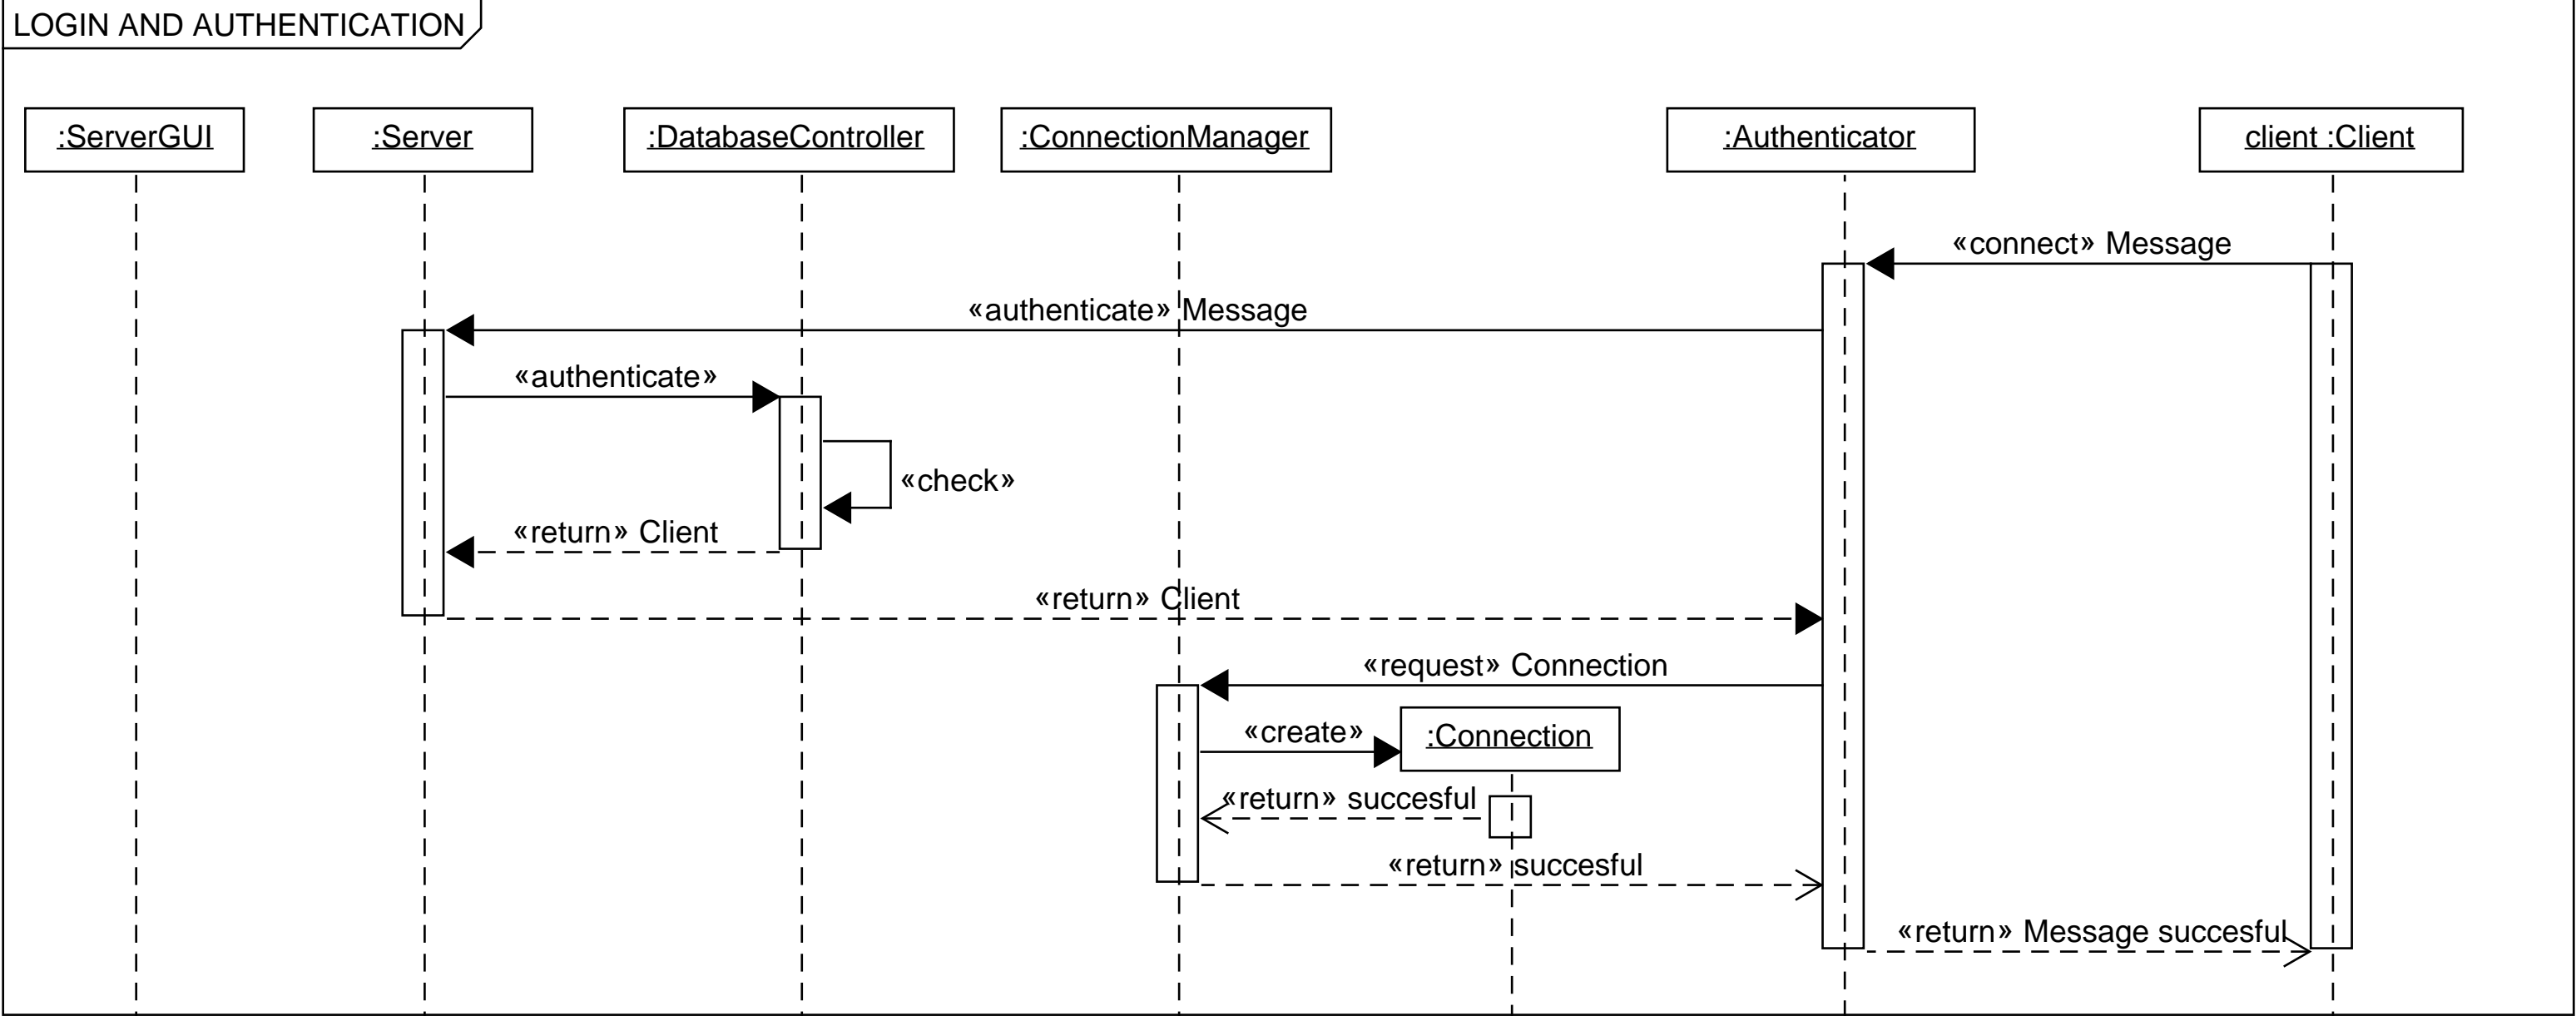 LOGIN AND AUTHENTICATION
:ServerGUI
:Server
:DatabaseController
:ConnectionManager
:Authenticator
client :Client
«connect» Message
«authenticate» Message
«authenticate»
«check»
«return» Client
«return» Client
«request» Connection
«create»
:Connection
«return» succesful
«return» succesful
«return» Message succesful